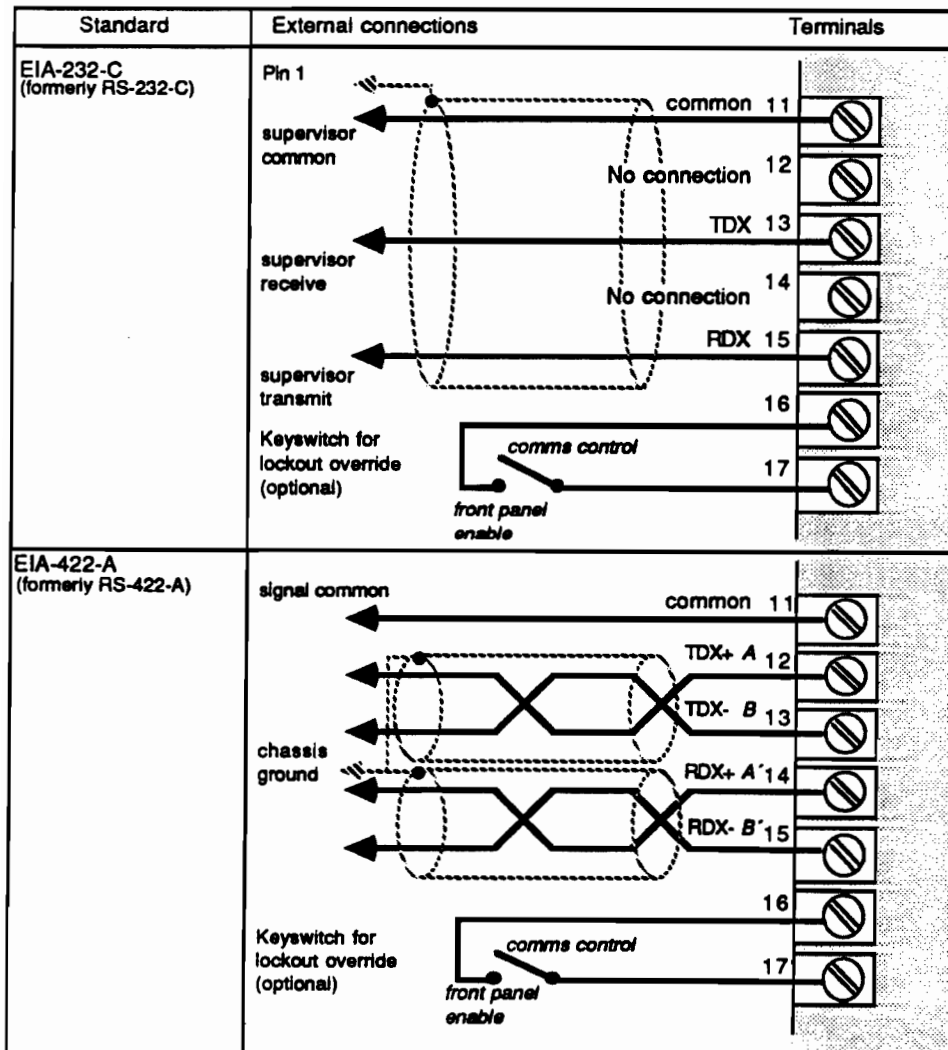 Standard
External connections
Terminals
EIA-232-C
(formerly RS-232-C)
Pin 1
common 11
supervisor
common
No connection 12
TDX 13
supervisor
receive
No connection 14
RDX 15
supervisor
transmit
16
Keyswitch for
lockout override
(optional)
comms control
17
front panel
enable
EIA-422-A
(formerly RS-422-A)
signal common
common 11
TDX+ A 12
TDX- B 13
chassis
ground
RDX+ A´ 14
RDX- B´ 15
16
Keyswitch for
lockout override
(optional)
comms control
17
front panel
enable